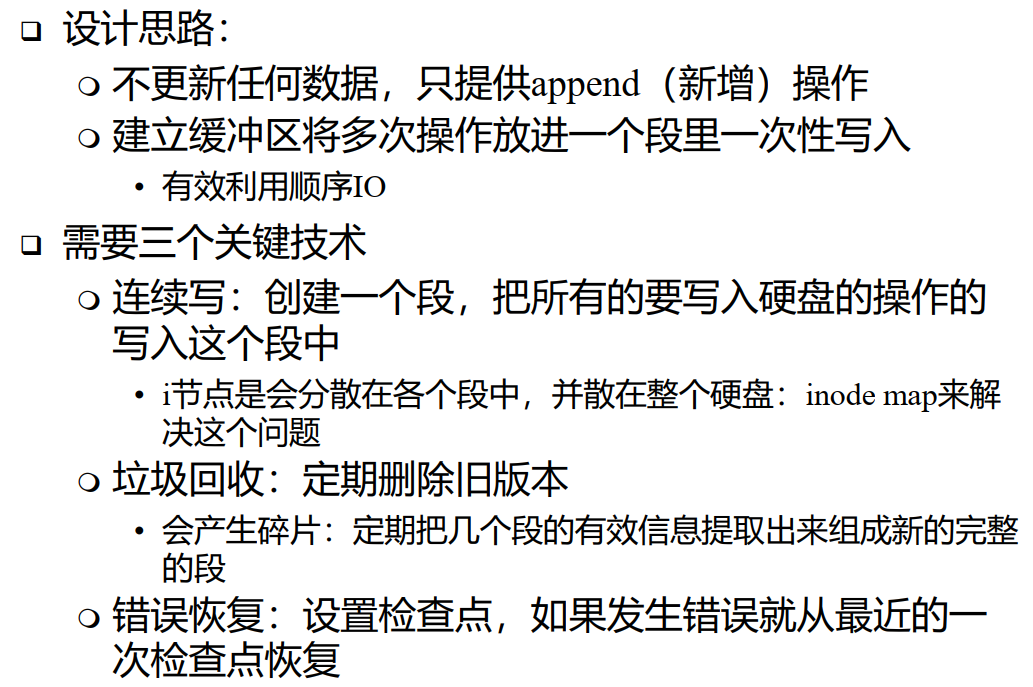 ❑ 设计思路：
❍ 不更新任何数据，只提供append（新增）操作
❍ 建立缓冲区将多次操作放进一个段里一次性写入
• 有效利用顺序IO
❑ 需要三个关键技术
❍ 连续写：创建一个段，把所有的要写入硬盘的操作的
写入这个段中
• i节点是会分散在各个段中，并散在整个硬盘：inode map来解
决这个问题
❍ 垃圾回收：定期删除旧版本
• 会产生碎片：定期把几个段的有效信息提取出来组成新的完整
的段
❍ 错误恢复：设置检查点，如果发生错误就从最近的一
次检查点恢复